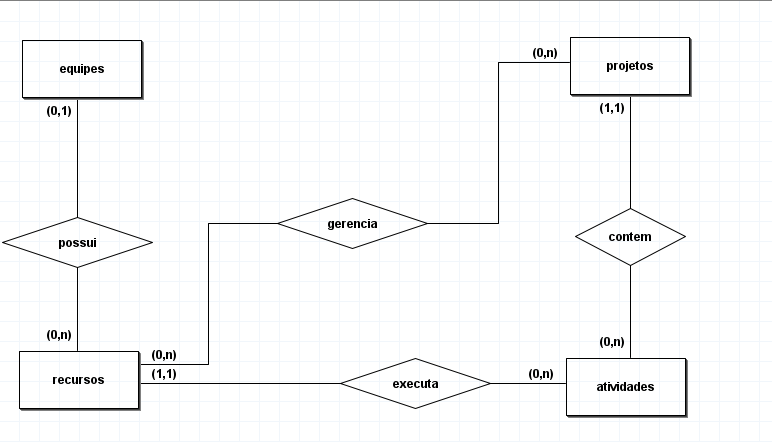 equipes
(0,1)
possui
(0,n)
recursos
(0,n)
(1,1)
gerencia
(0,n)
projetos
(1,1)
contem
(0,n)
atividades
executa
(0,n)